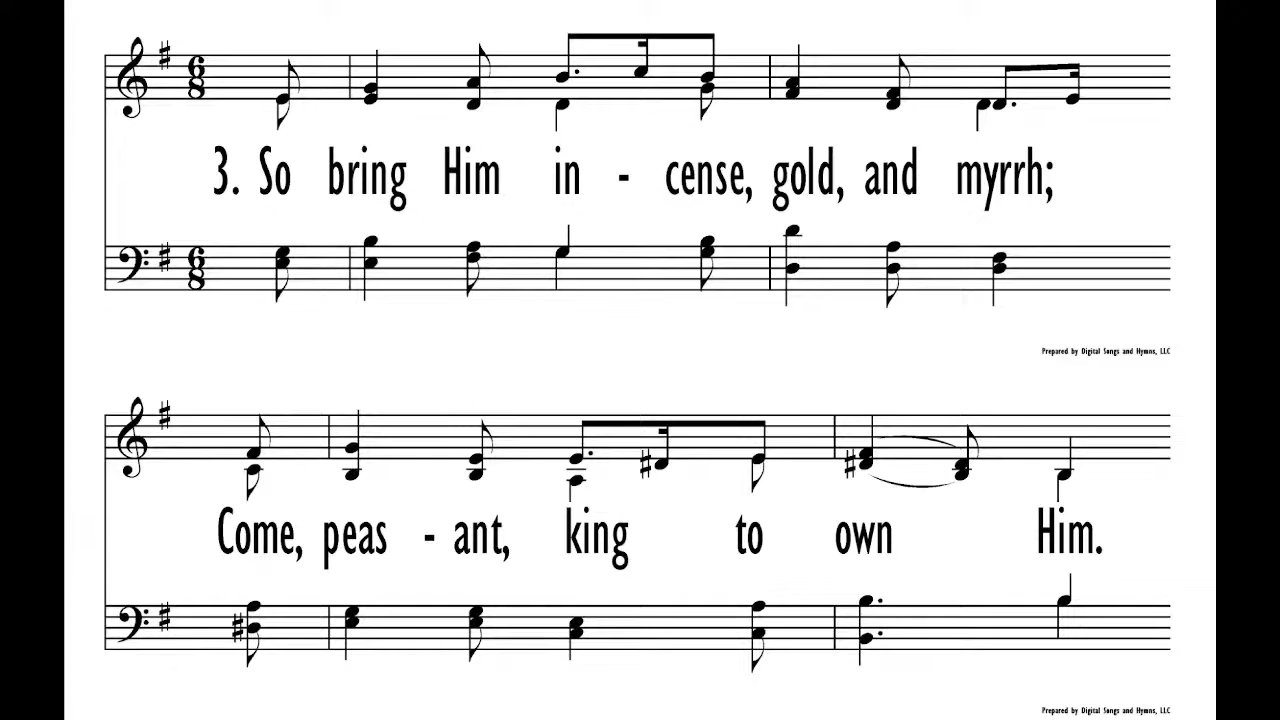 3. So bring Him in - cense, gold, and myrrh;
Prepared by Digital Songs and Hymns, LLC
Come, peas - ant, king to own Him.
Prepared by Digital Songs and Hymns, LLC